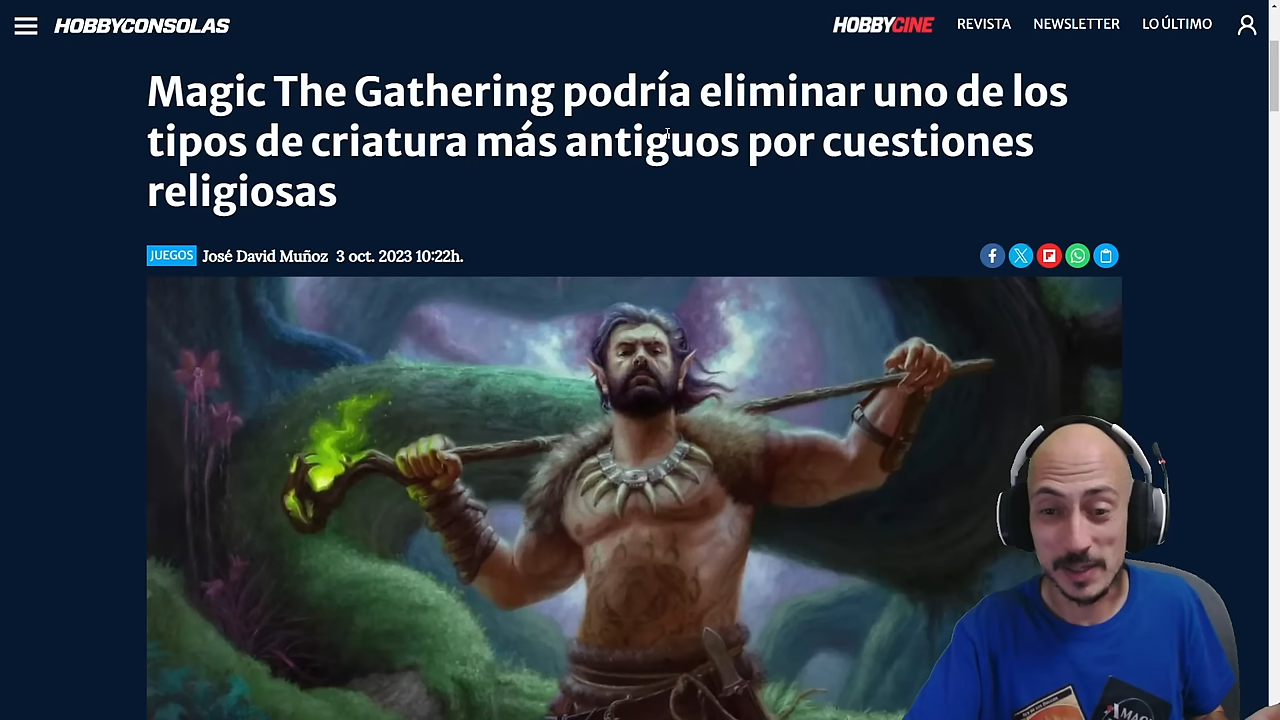 HOBBYCONSOLAS
HOBBYCINE REVISTA NEWSLETTER LO ÚLTIMO
Magic The Gathering podría eliminar uno de los
tipos de criatura más antiguos por cuestiones
religiosas
JUEGOS José David Muñoz 3 oct. 2023 10:22h.